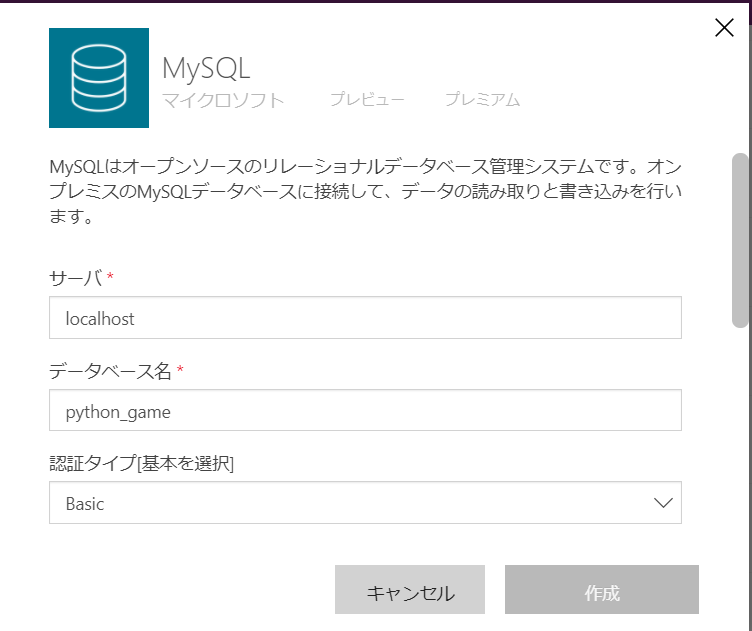 MySQL
マイクロソフト プレビュー プレミアム
MySQLはオープンソースのリレーショナルデータベース管理システムです。オン
プレミスのMySQLデータベースに接続して、データの読み取りと書き込みを行い
ます。
サーバ *
localhost
データベース名 *
python_game
認証タイプ[基本を選択]
Basic
キャンセル 作成